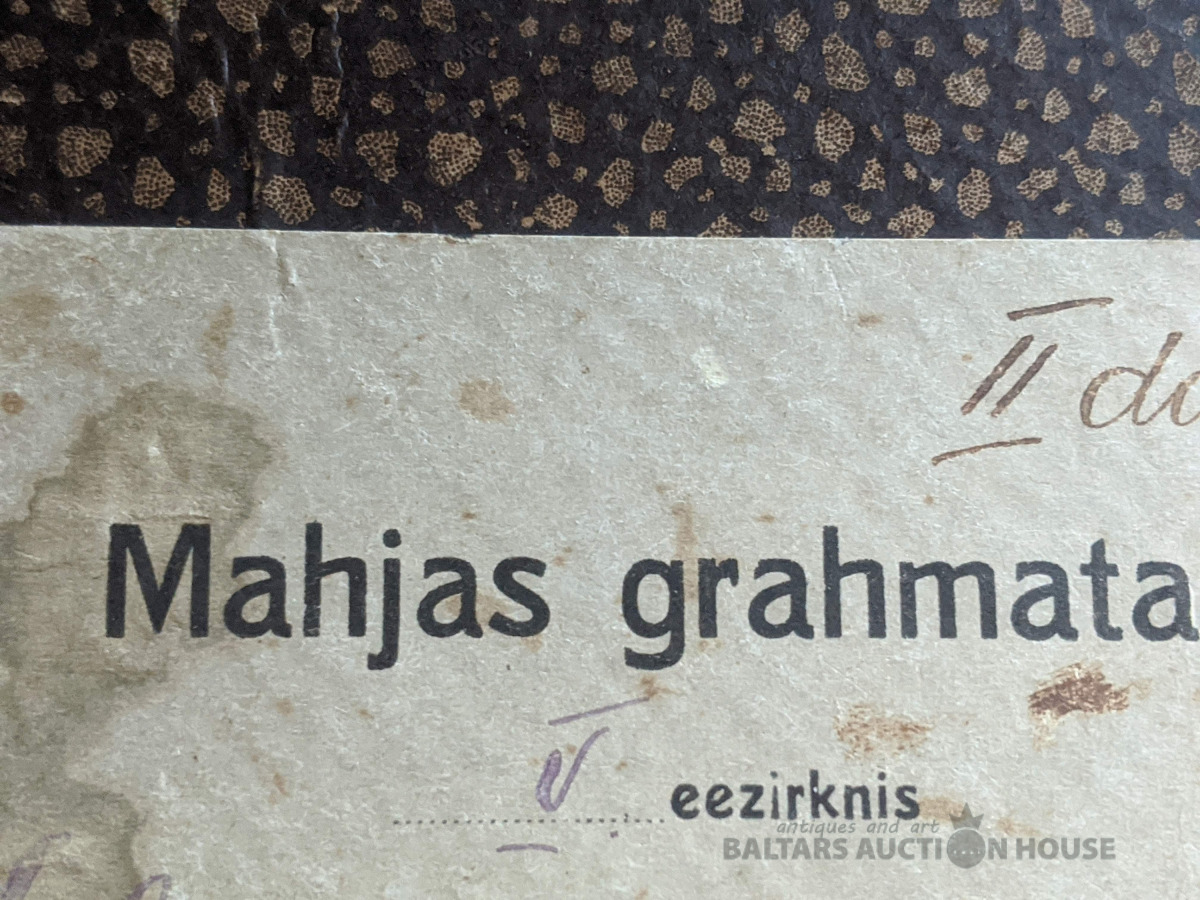 II
Mahjas grahmata
V eezirknis
antiques and art
BALTARS AUCTION HOUSE